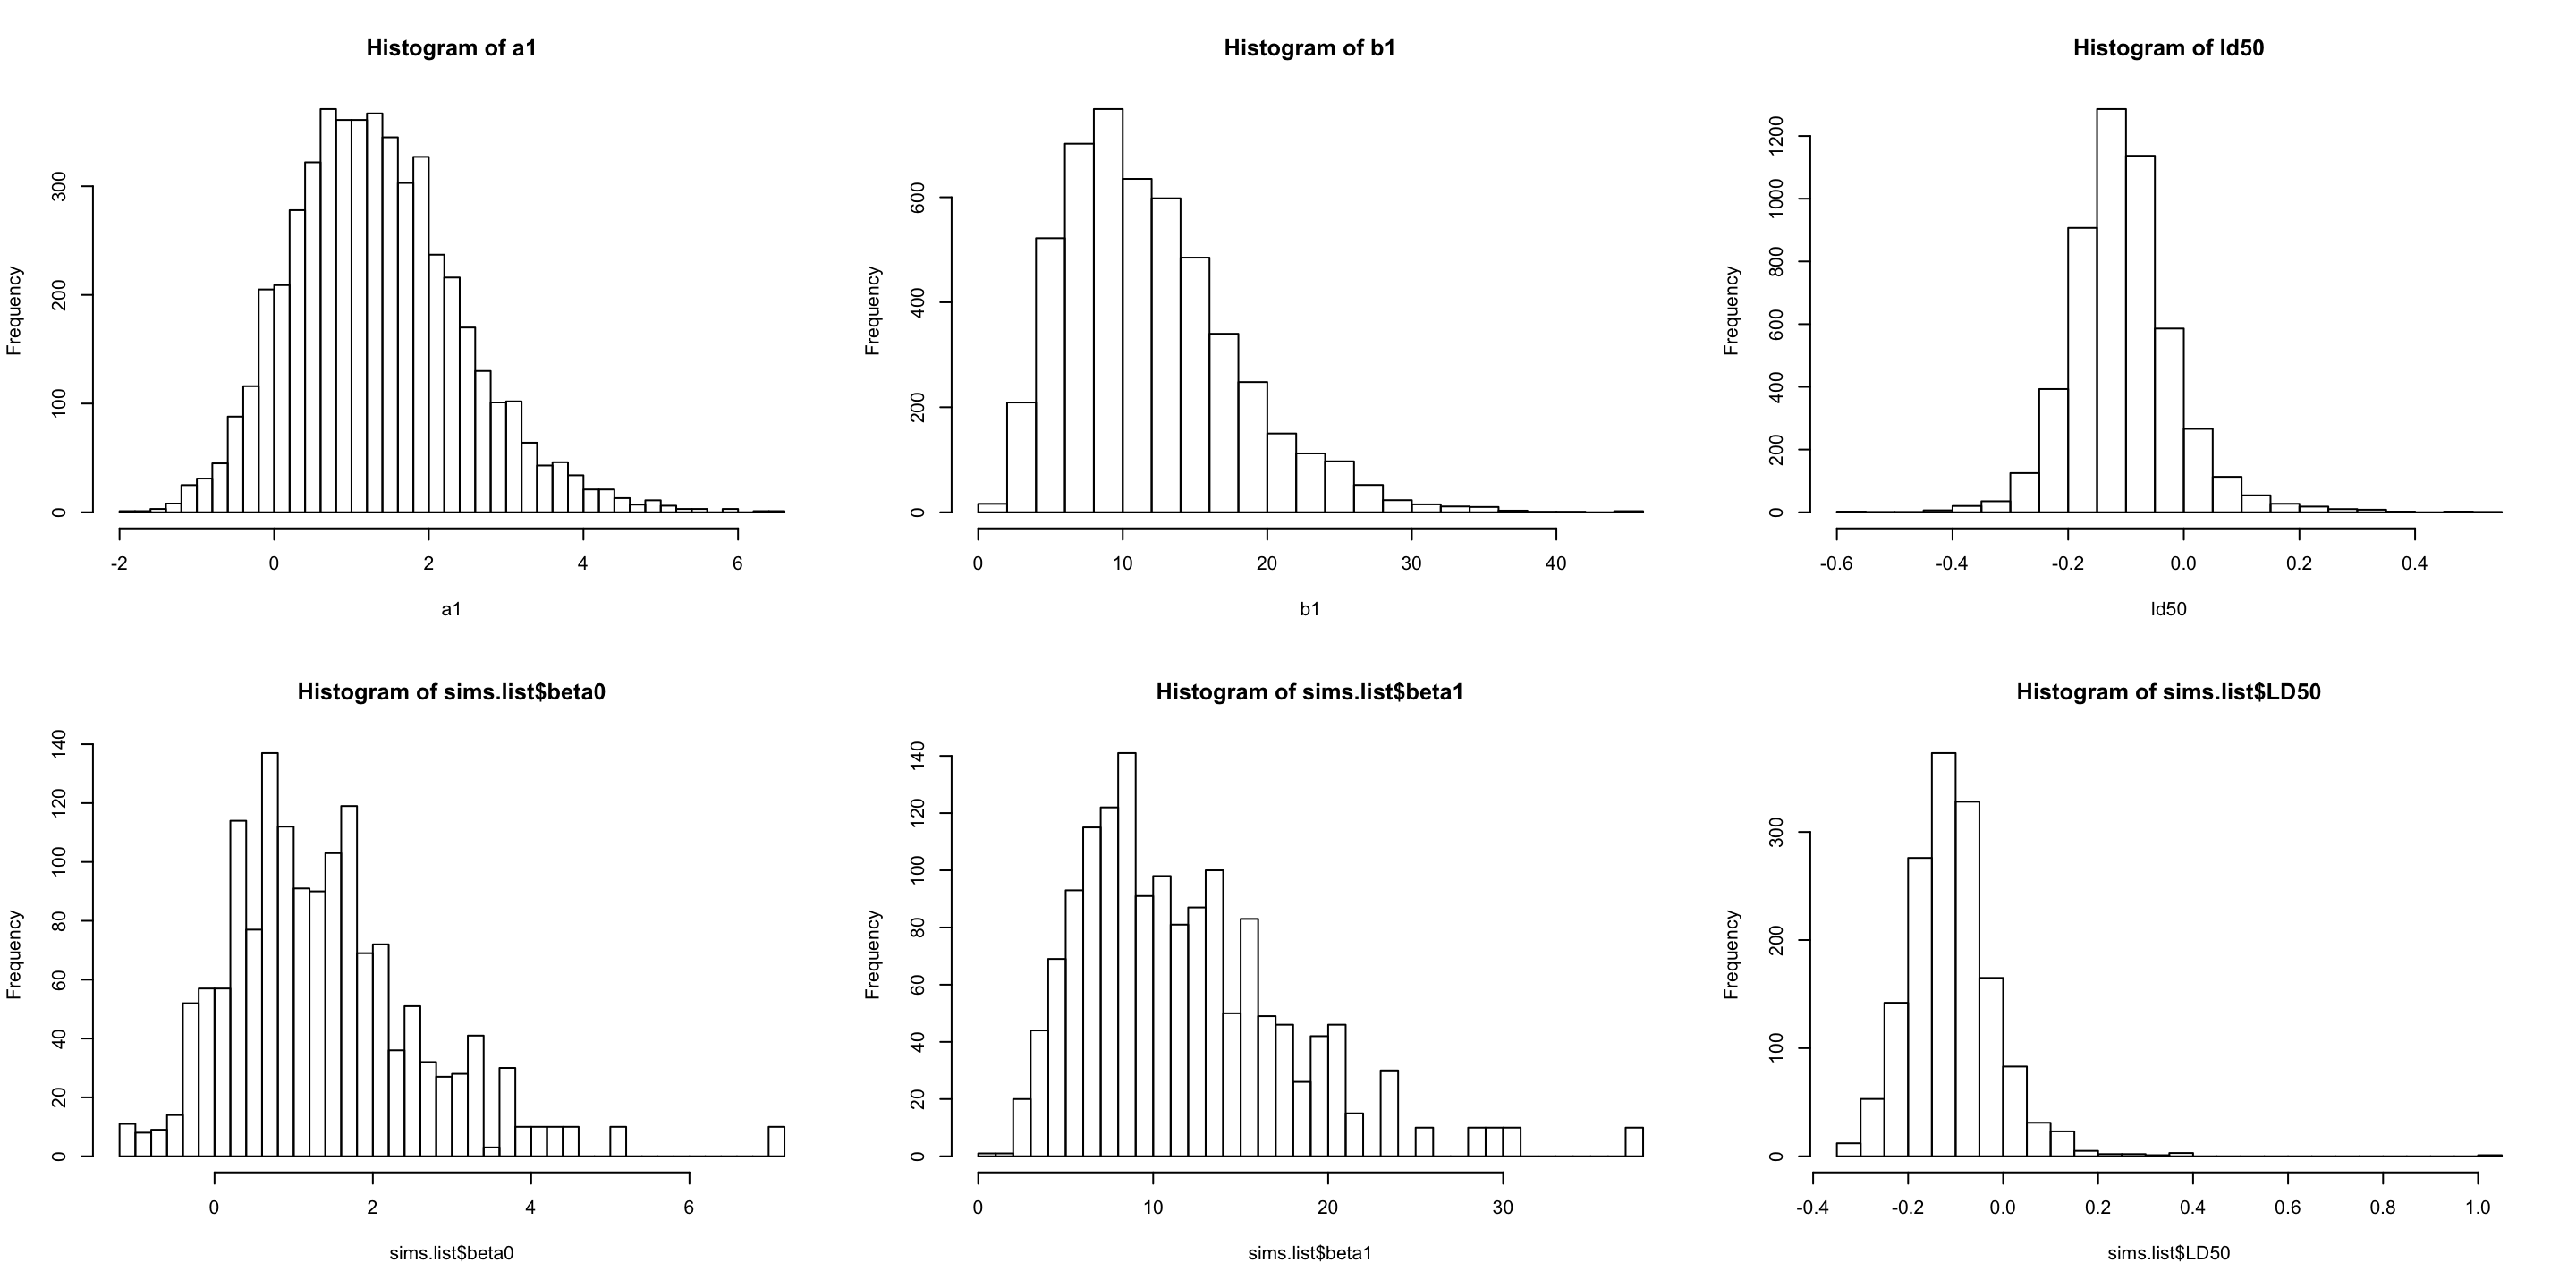 Histogram of a1
Frequency
0 100 200 300
-2 0 2 4 6
a1
Histogram of b1
Frequency
0 200 400 600
0 10 20 30 40
b1
Histogram of ld50
Frequency
0 200 400 600 800 1000 1200
-0.6 -0.4 -0.2 0.0 0.2 0.4
ld50
Histogram of sims.list$beta0
Frequency
0 20 40 60 80 100 120 140
0 2 4 6
sims.list$beta0
Histogram of sims.list$beta1
Frequency
0 20 40 60 80 100 120 140
0 10 20 30
sims.list$beta1
Histogram of sims.list$LD50
Frequency
0 100 200 300
-0.4 -0.2 0.0 0.2 0.4 0.6 0.8 1.0
sims.list$LD50